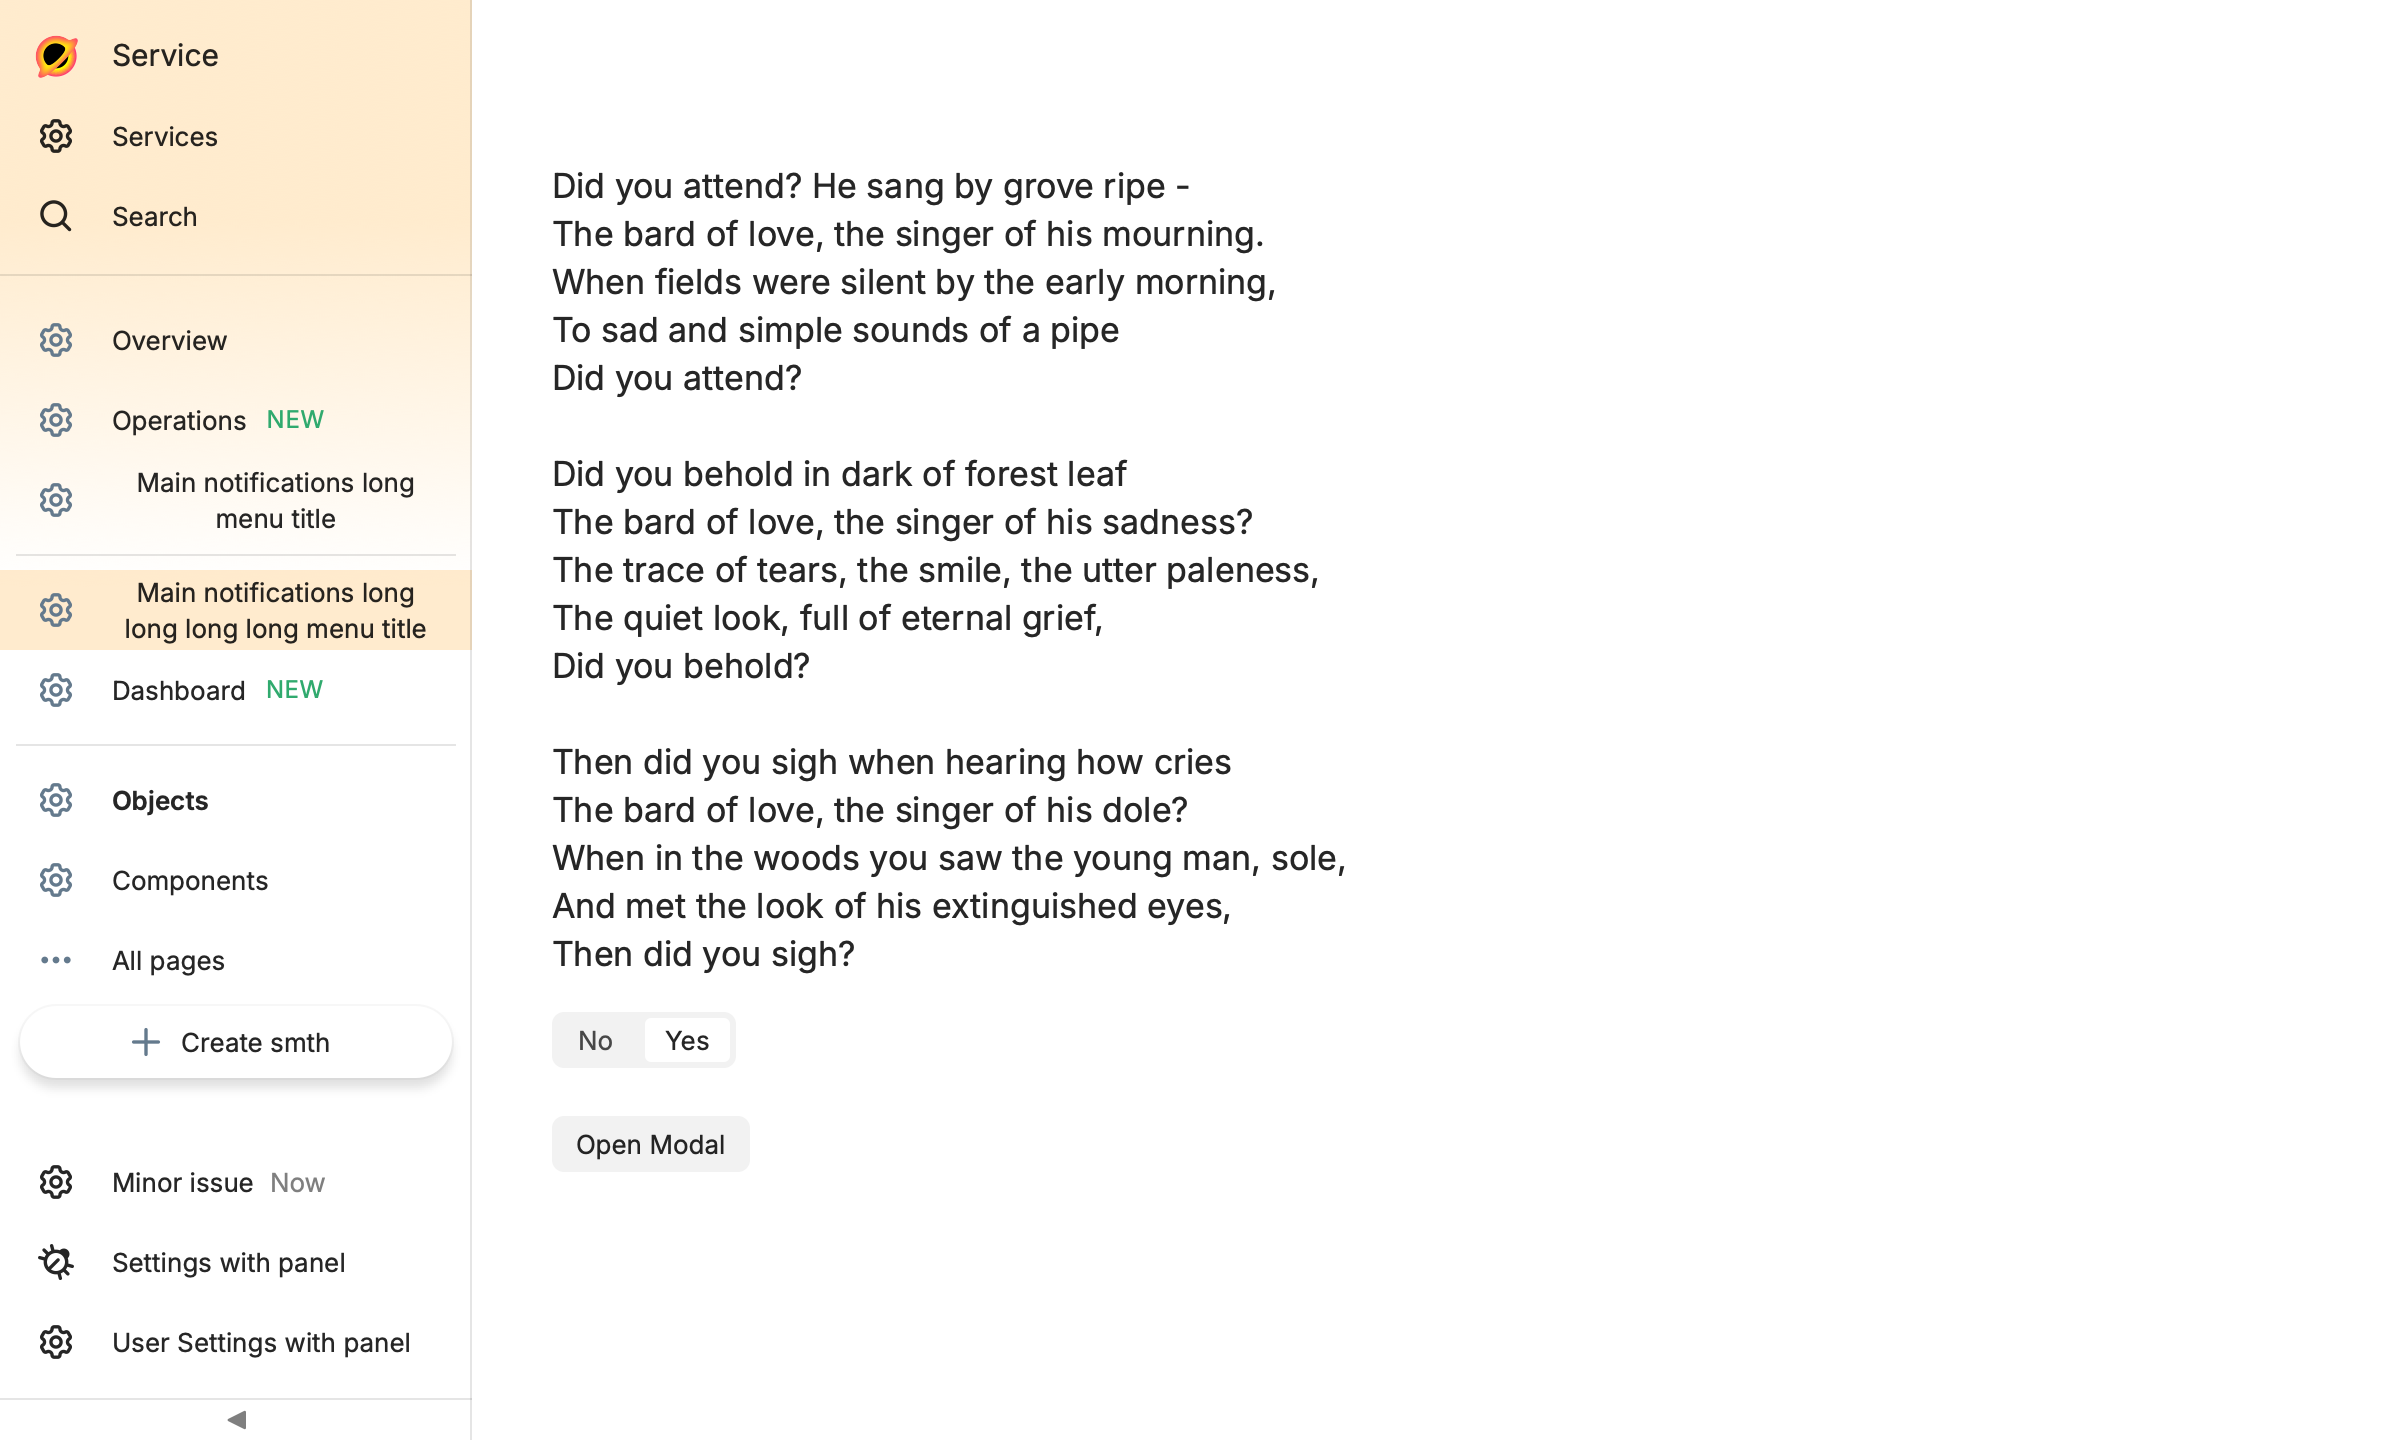 Service
Services
Search
Overview
Operations NEW
Main notifications long
menu title
Main notifications long
long long long menu title
Dashboard NEW
Objects
Components
All pages
Create smth
Minor issue Now
Settings with panel
User Settings with panel
Did you attend? He sang by grove ripe -
The bard of love, the singer of his mourning.
When fields were silent by the early morning,
To sad and simple sounds of a pipe
Did you attend?
Did you behold in dark of forest leaf
The bard of love, the singer of his sadness?
The trace of tears, the smile, the utter paleness,
The quiet look, full of eternal grief,
Did you behold?
Then did you sigh when hearing how cries
The bard of love, the singer of his dole?
When in the woods you saw the young man, sole,
And met the look of his extinguished eyes,
Then did you sigh?
No Yes
Open Modal